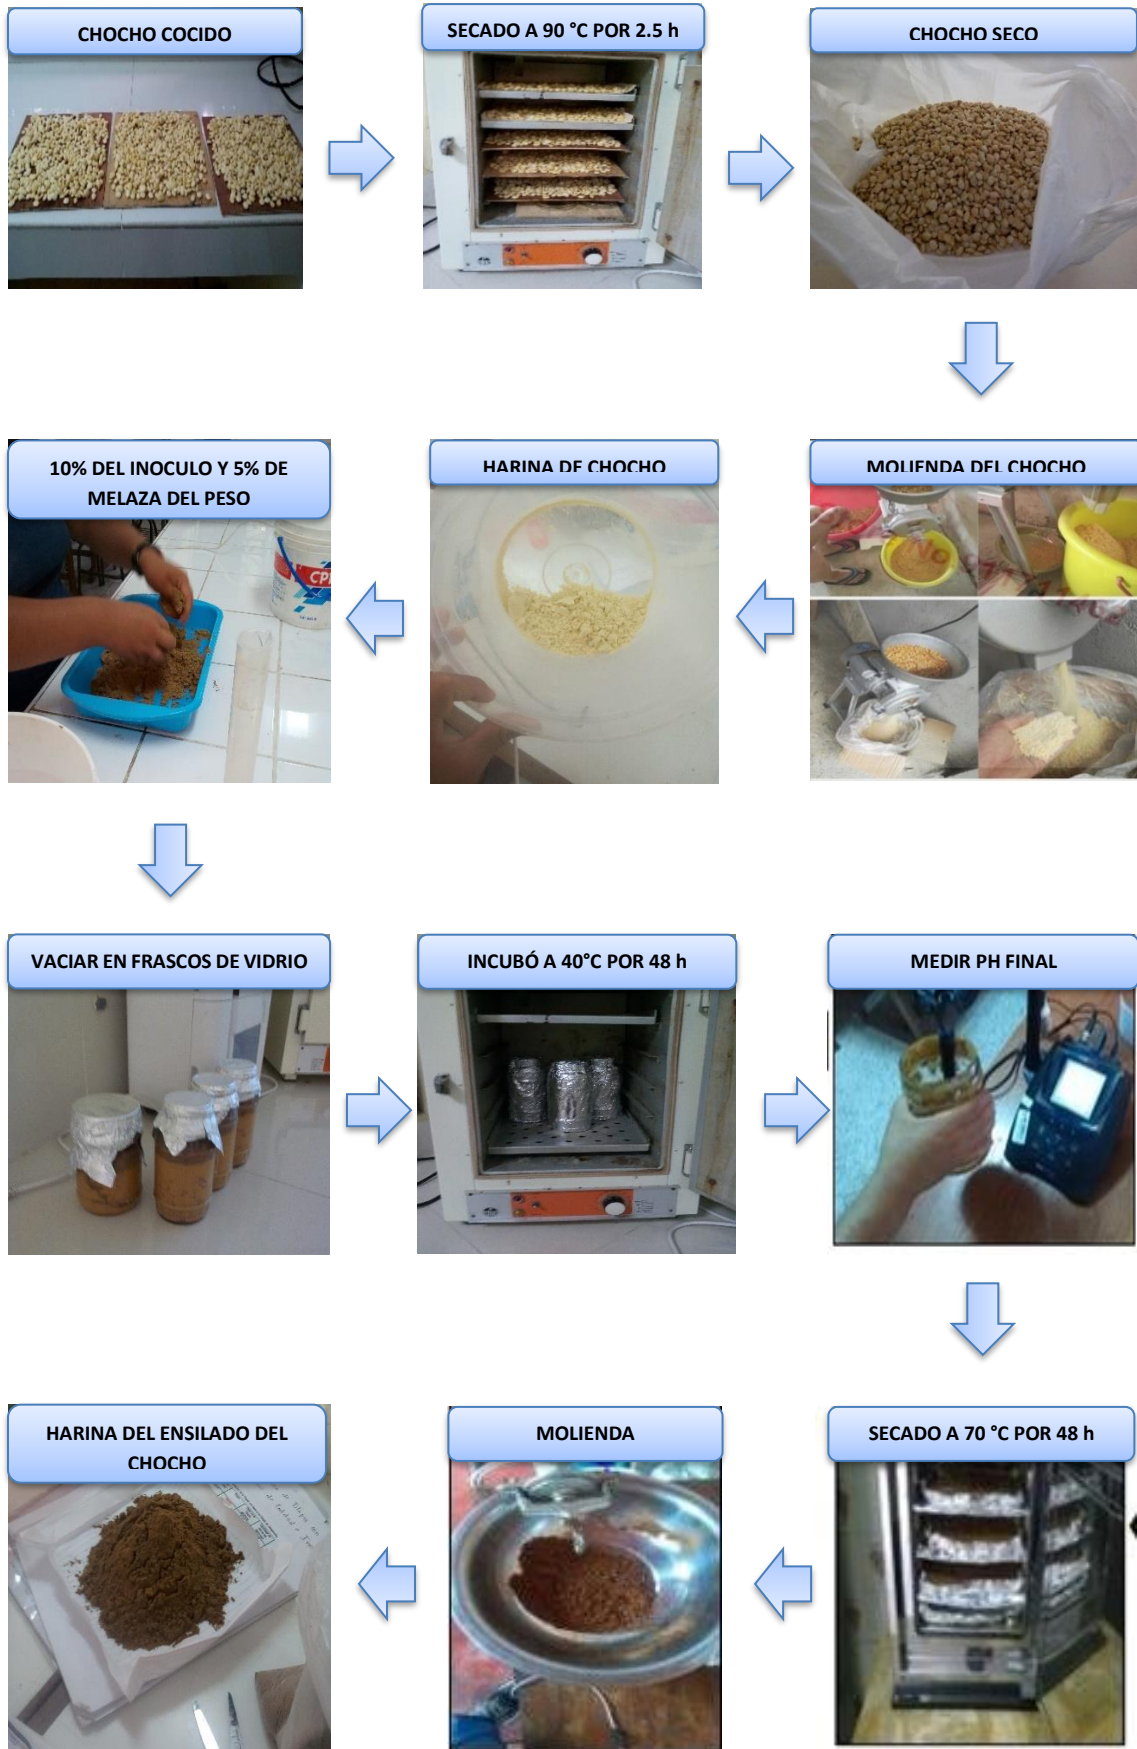 CHOCHO COCIDO
SECADO A 90 °C POR 2.5 h
CHOCHO SECO
MOLIENDA DEL CHOCHO
HARINA DE CHOCHO
10% DEL INOCULO Y 5% DE
MELAZA DEL PESO
VACIAR EN FRASCOS DE VIDRIO
INCUBÓ A 40°C POR 48 h
MEDIR PH FINAL
SECADO A 70 °C POR 48 h
MOLIENDA
HARINA DEL ENSILADO DEL
CHOCHO